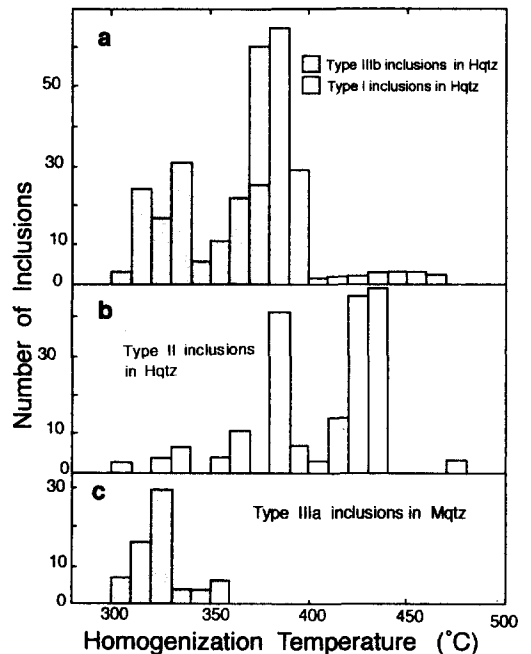 a
Type IIIb inclusions in Hqtz
Type I inclusions in Hqtz
50
30
10
0
b
Type II inclusions
in Hqtz
30
10
0
c
Type IIIa inclusions in Mqtz
30
10
0
Number of Inclusions
300 350 400 450 500
Homogenization Temperature (°C)